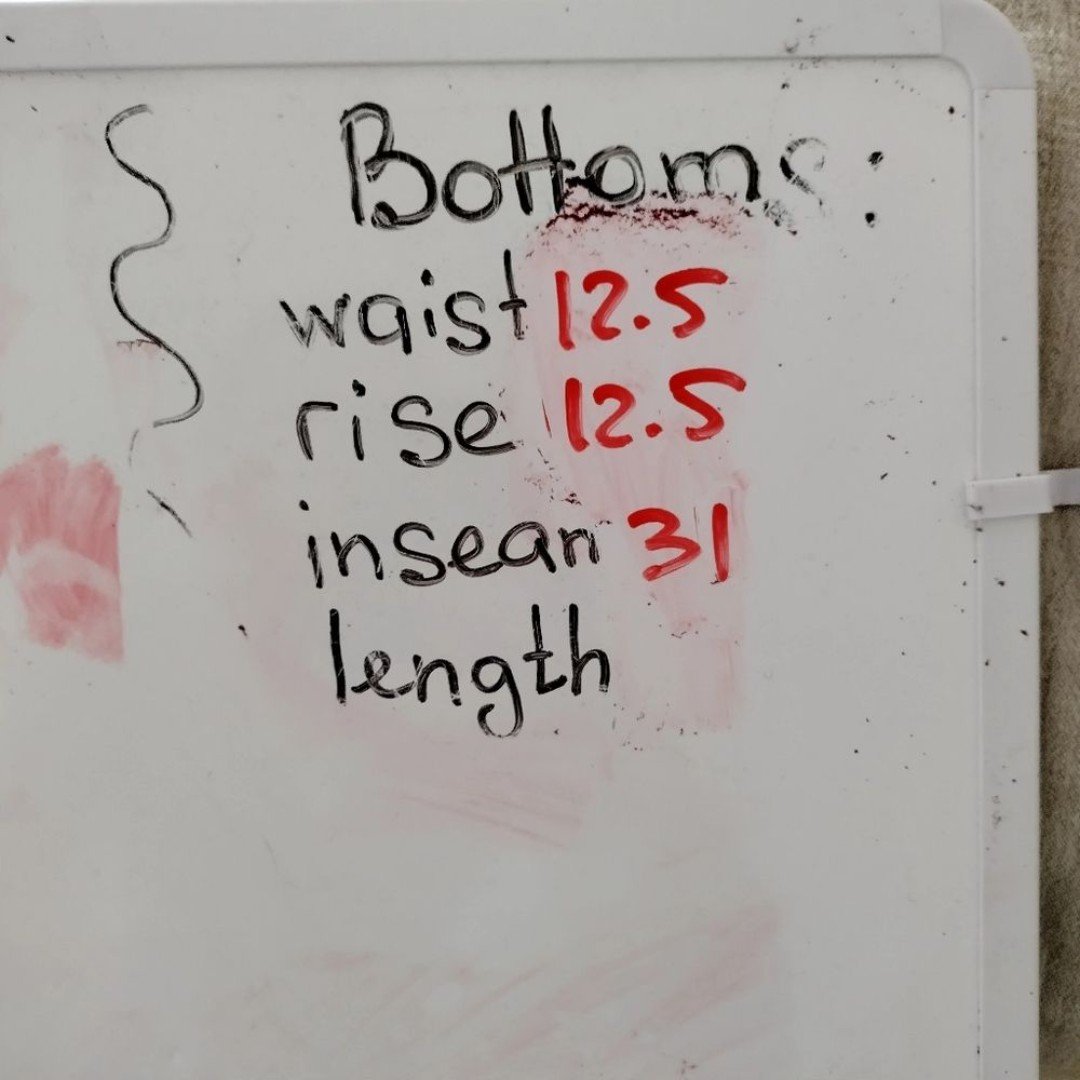 Bottoms:
waist 12.5
rise 12.5
insean 31
length